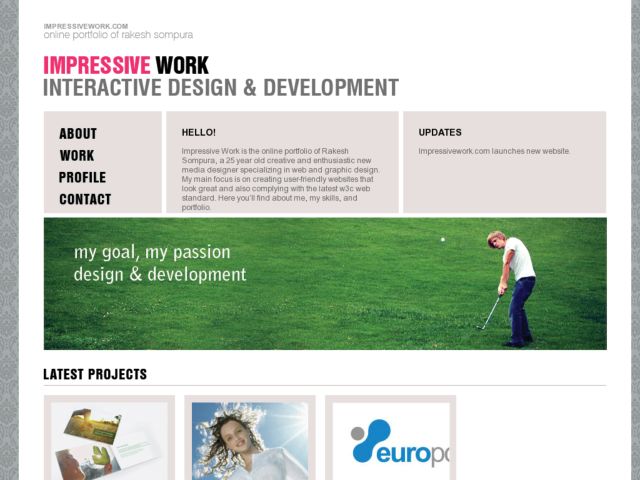 IMPRESSIVEWORK.COM
online portfolio of rakesh sompura
IMPRESSIVE WORK
INTERACTIVE DESIGN & DEVELOPMENT
ABOUT
WORK
PROFILE
CONTACT
HELLO!
Impressive Work is the online portfolio of Rakesh
Sompura, a 25 year old creative and enthusiastic new
media designer specializing in web and graphic design.
My main focus is on creating user-friendly websites that
look great and also complying with the latest w3c web
standard. Here you'll find about me, my skills, and
portfolio.
UPDATES
Impressivework.com launches new website.
my goal, my passion
design & development
LATEST PROJECTS
europc